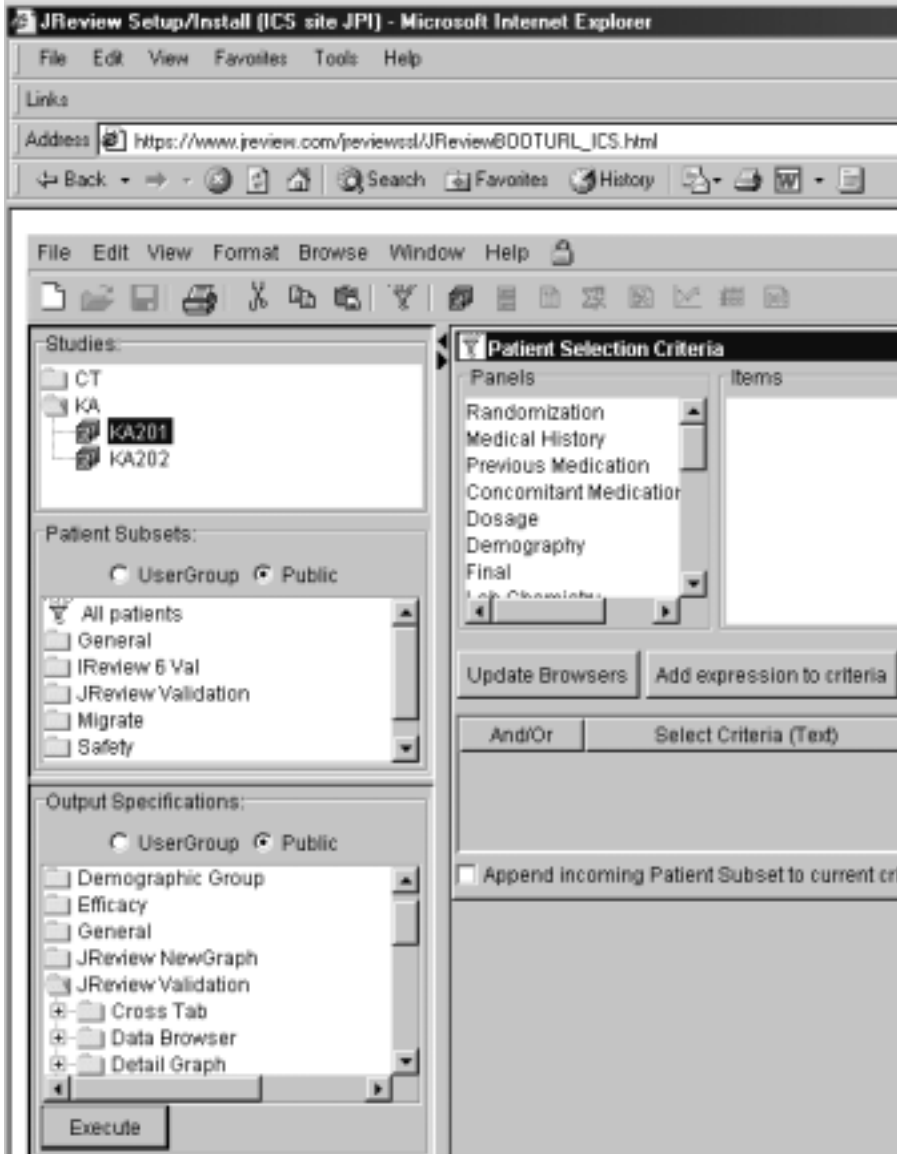 JReview Setup/Install (ICS site JPI) - Microsoft Internet Explorer
File Edit View Favorites Tools Help
Links
Address https://www.jreview.com/jreviewssl/JReviewBOOTURL_ICS.html
Back Search Favorites History
File Edit View Format Browse Window Help
Studies:
CT
KA
KA201
KA202
Patient Subsets:
UserGroup Public
All patients
General
IReview 6 Val
JReview Validation
Migrate
Safety
Output Specifications:
UserGroup Public
Demographic Group
Efficacy
General
JReview NewGraph
JReview Validation
Cross Tab
Data Browser
Detail Graph
Execute
Patient Selection Criteria
Panels Items
Randomization
Medical History
Previous Medication
Concomitant Medication
Dosage
Demography
Final
Lab Chemistry
Update Browsers Add expression to criteria
And/Or Select Criteria (Text)
Append incoming Patient Subset to current cri